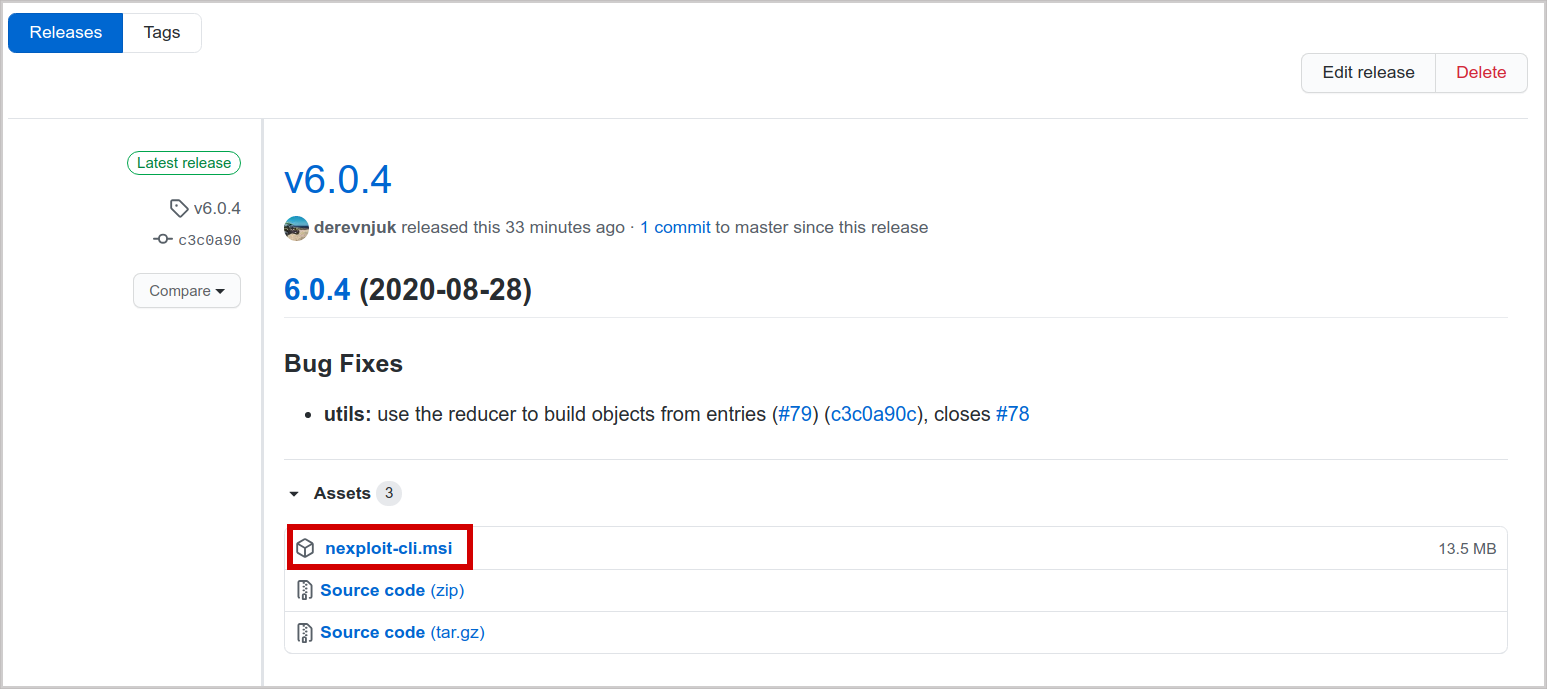 Releases Tags
Edit release Delete
Latest release
v6.0.4
c3c0a90
Compare
v6.0.4
derevnjuk released this 33 minutes ago · 1 commit to master since this release
6.0.4 (2020-08-28)
Bug Fixes
• utils: use the reducer to build objects from entries (#79) (c3c0a90c), closes #78
Assets 3
nexploit-cli.msi 13.5 MB
Source code (zip)
Source code (tar.gz)